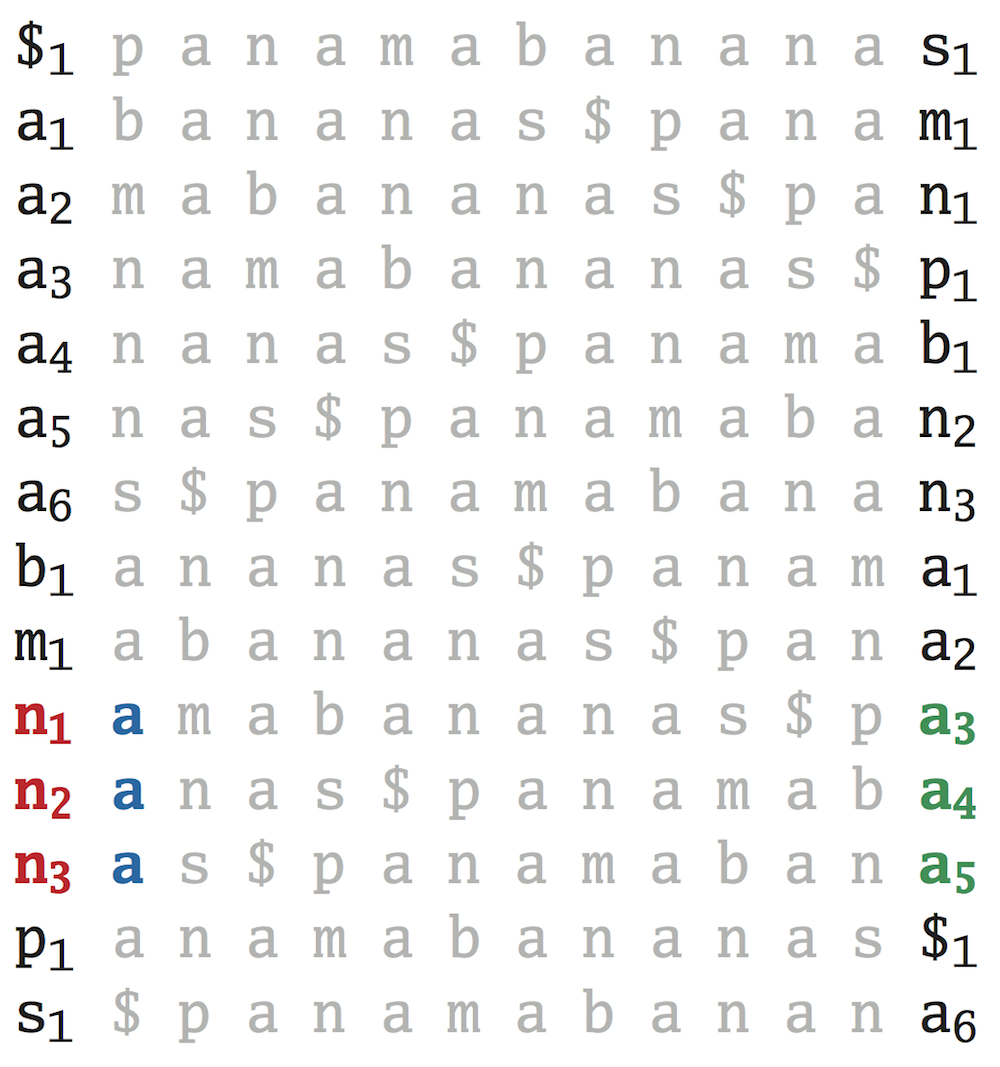 $₁ p a n a m a b a n a n a s₁
a₁ b a n a n a s $ p a n a m₁
a₂ m a b a n a n a s $ p a n₁
a₃ n a m a b a n a n a s $ p₁
a₄ n a n a s $ p a n a m a b₁
a₅ n a s $ p a n a m a b a n₂
a₆ s $ p a n a m a b a n a n₃
b₁ a n a n a s $ p a n a m a₁
m₁ a b a n a n a s $ p a n a₂
n₁ a m a b a n a n a s $ p a₃
n₂ a n a s $ p a n a m a b a₄
n₃ a s $ p a n a m a b a n a₅
p₁ a n a m a b a n a n a s $₁
s₁ $ p a n a m a b a n a n a₆